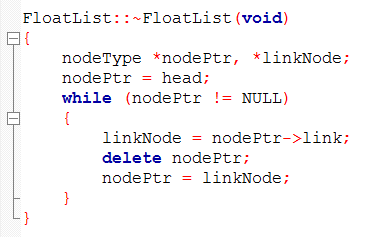 FloatList::~FloatList(void)
{
    nodeType *nodePtr, *linkNode;
    nodePtr = head;
    while (nodePtr != NULL)
    {
        linkNode = nodePtr->link;
        delete nodePtr;
        nodePtr = linkNode;
    }
}